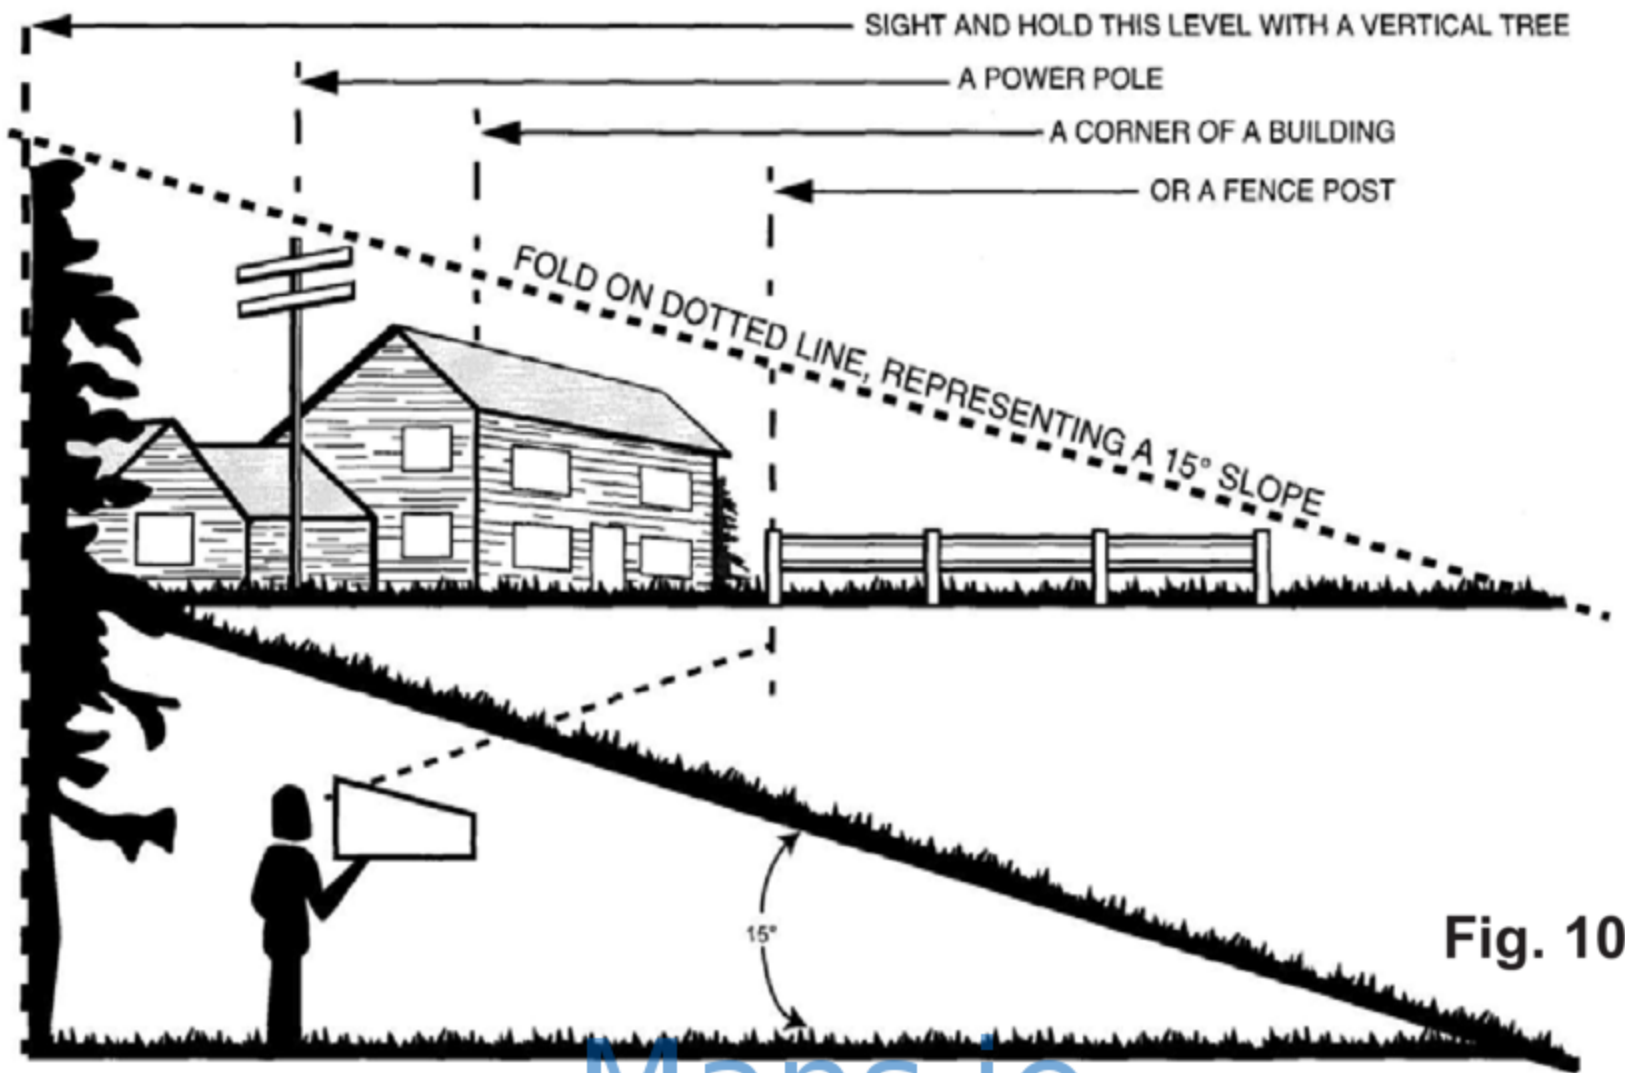 SIGHT AND HOLD THIS LEVEL WITH A VERTICAL TREE
A POWER POLE
A CORNER OF A BUILDING
OR A FENCE POST
FOLD ON DOTTED LINE, REPRESENTING A 15° SLOPE
15°
Fig. 10